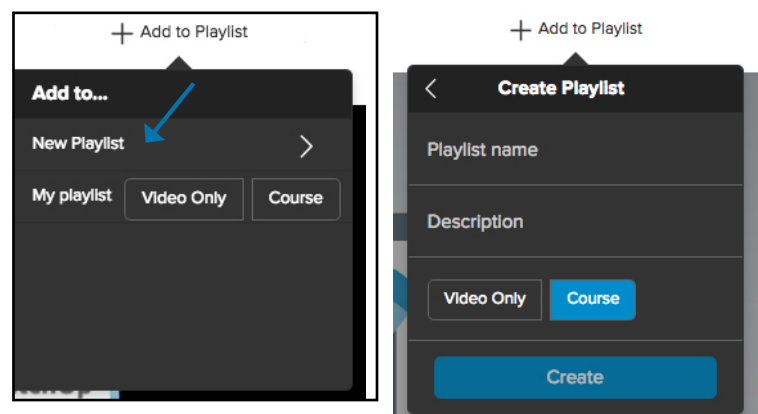 Add to Playlist
Add to...
New Playlist
My playlist Video Only Course
Add to Playlist
Create Playlist
Playlist name
Description
Video Only Course
Create